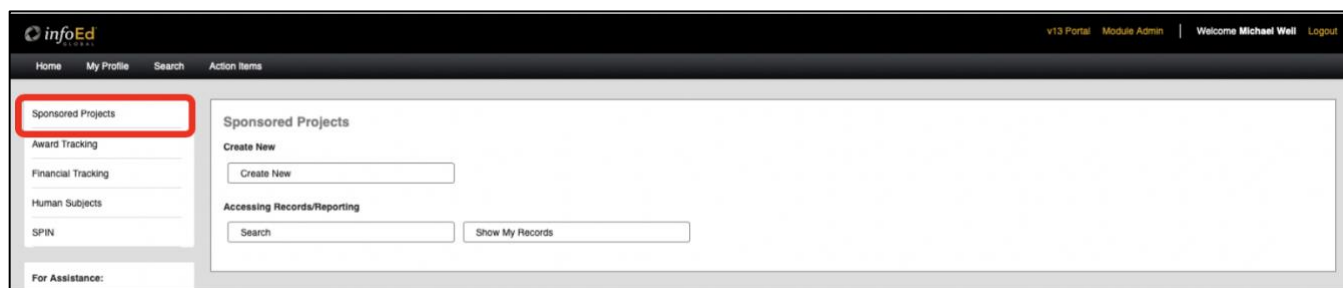 infoEd
GLOBAL
v13 Portal Module Admin | Welcome Michael Well Logout
Home My Profile Search Action Items
Sponsored Projects
Award Tracking
Financial Tracking
Human Subjects
SPIN
For Assistance:
Sponsored Projects
Create New
Create New
Accessing Records/Reporting
Search Show My Records